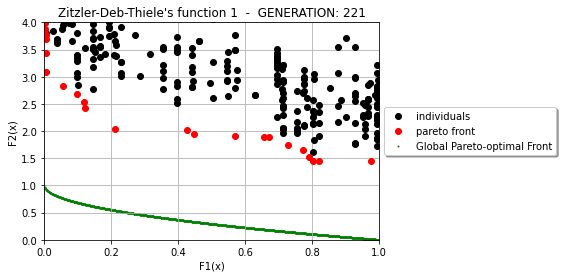 Zitzler-Deb-Thiele's function 1 - GENERATION: 221
4.0
3.5
3.0
2.5
2.0
1.5
1.0
0.5
0.0
F2(x)
0.0 0.2 0.4 0.6 0.8 1.0
F1(x)
individuals
pareto front
Global Pareto-optimal Front